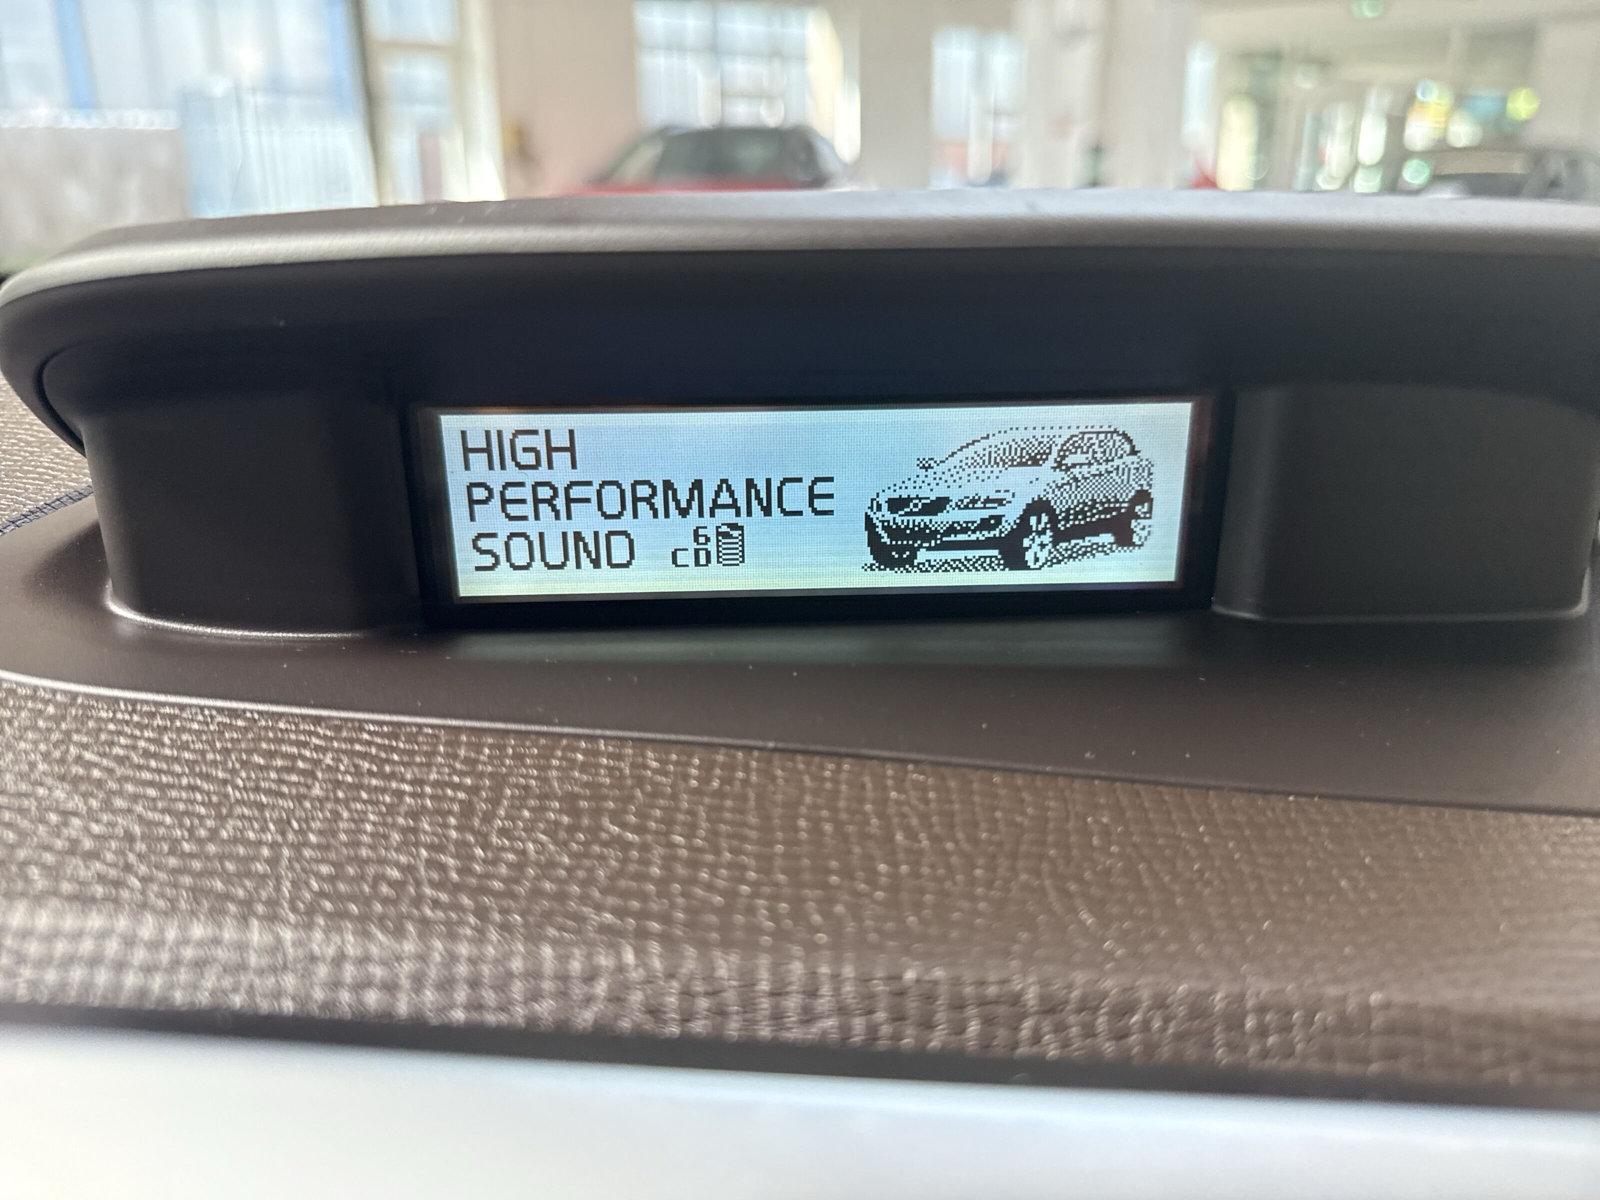 HIGH
PERFORMANCE
SOUND 6
CD